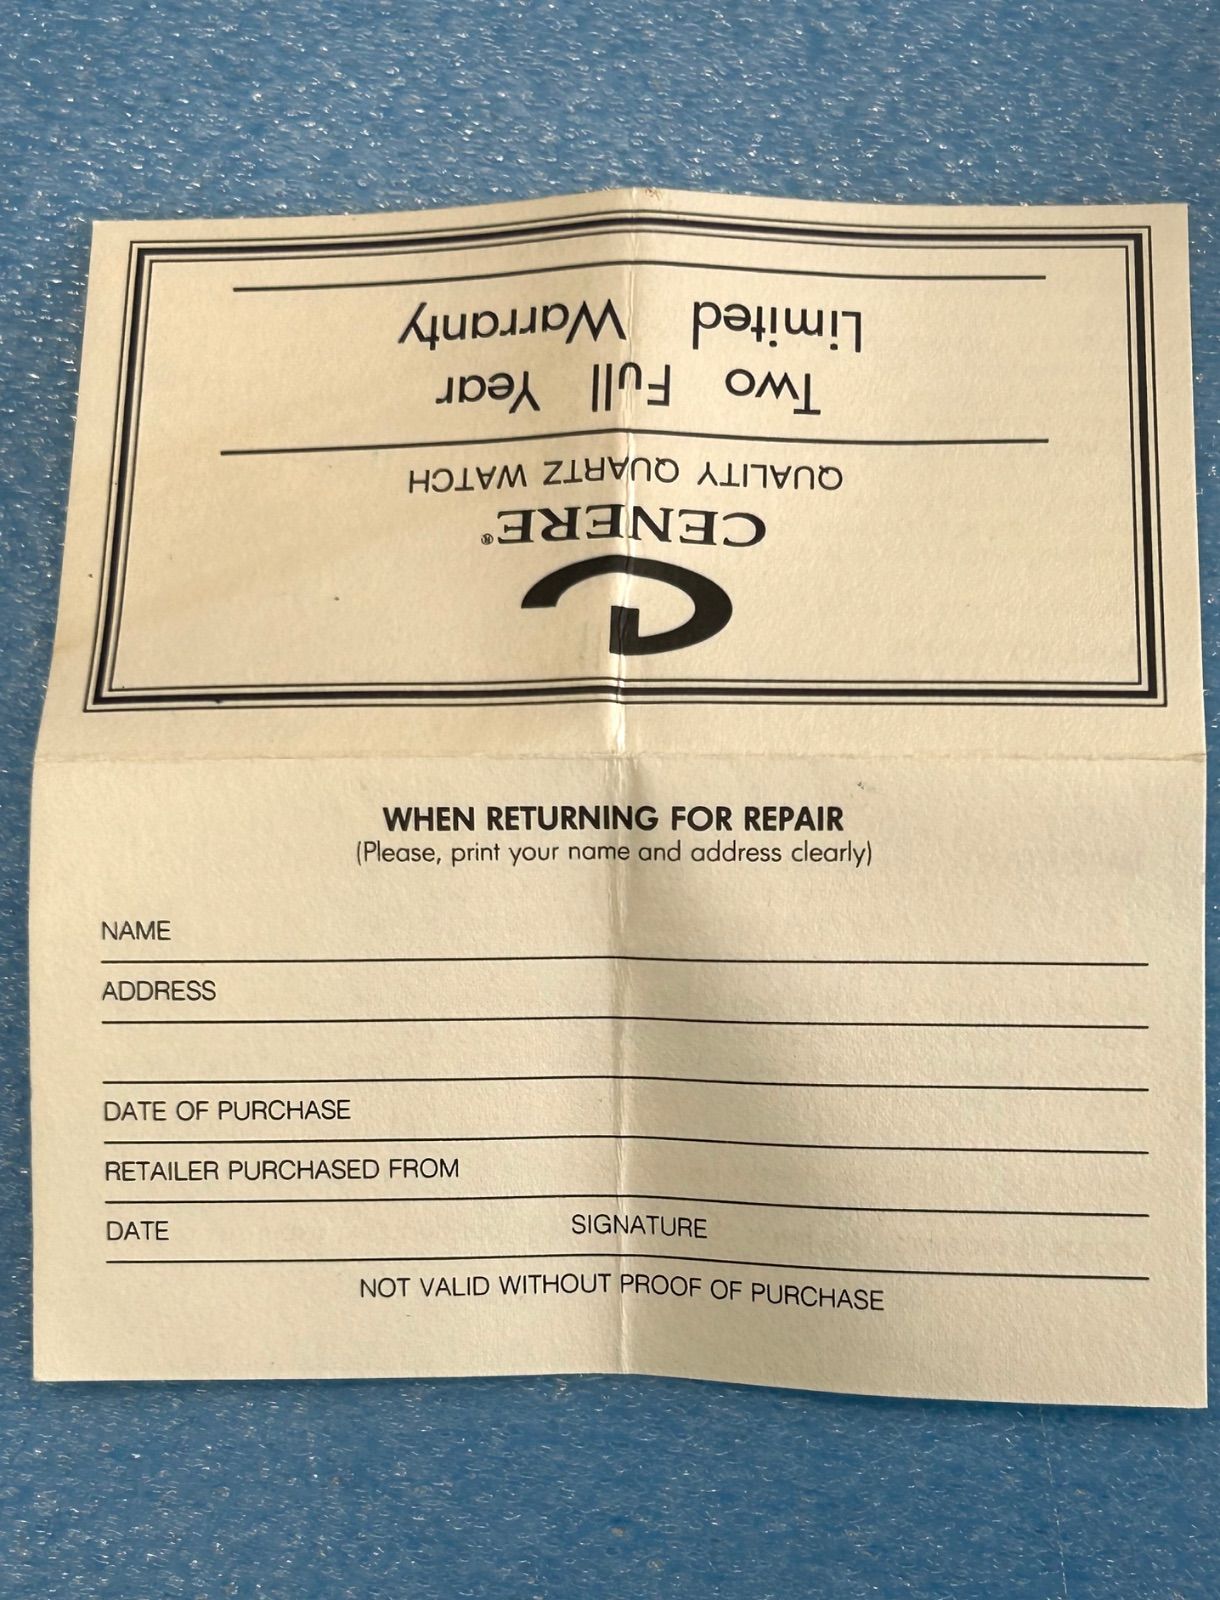 CENERE®
QUALITY QUARTZ WATCH
Two Full Year
Limited Warranty
WHEN RETURNING FOR REPAIR
(Please, print your name and address clearly)
NAME
ADDRESS
DATE OF PURCHASE
RETAILER PURCHASED FROM
DATE SIGNATURE
NOT VALID WITHOUT PROOF OF PURCHASE